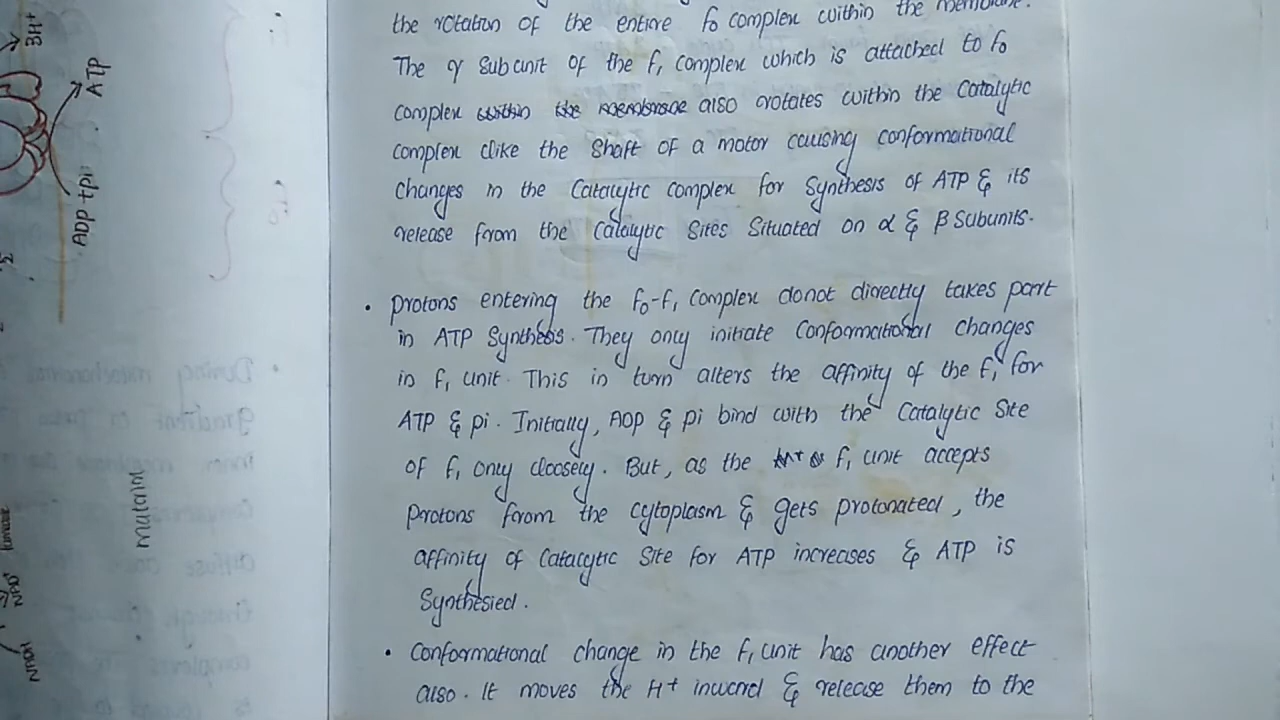 the rotation of the entire fo complex within the membrane.
The γ subunit of the f1 complex which is attached to fo
complex within the membrane also rotates within the Catalytic
complex like the Shaft of a motor causing conformational
changes in the Catalytic complex for Synthesis of ATP & its
release from the Catalytic Sites Situated on α & β Subunits.
• Protons entering the fo-f1 Complex donot directly takes part
in ATP Synthesis. They only initiate Conformational changes
in f1 unit. This in turn alters the affinity of the f1 for
ATP & pi. Initially, ADP & pi bind with the Catalytic Site
of f1 only loosely. But, as the f1 unit accepts
Protons from the cytoplasm & gets protonated, the
affinity of Catalytic Site for ATP increases & ATP is
Synthesied.
• Conformational change in the f1 unit has another effect
also. It moves the H+ inward & release them to the
BH+
ATP
ADP + pi
NAD+
NADH